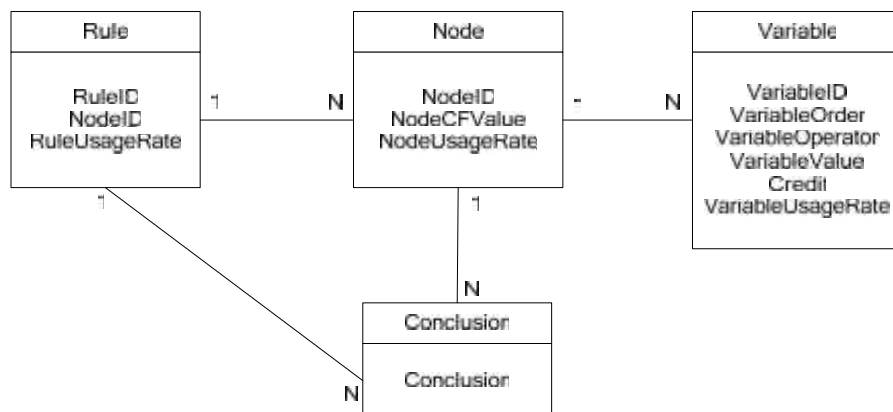 Rule
Node
Variable
RuleID
NodeID
RuleUsageRate
1
N
NodeID
NodeCFValue
NodeUsageRate
1
N
VariableID
VariableOrder
VariableOperator
VariableValue
Credit
VariableUsageRate
1
1
N
Conclusion
N
Conclusion